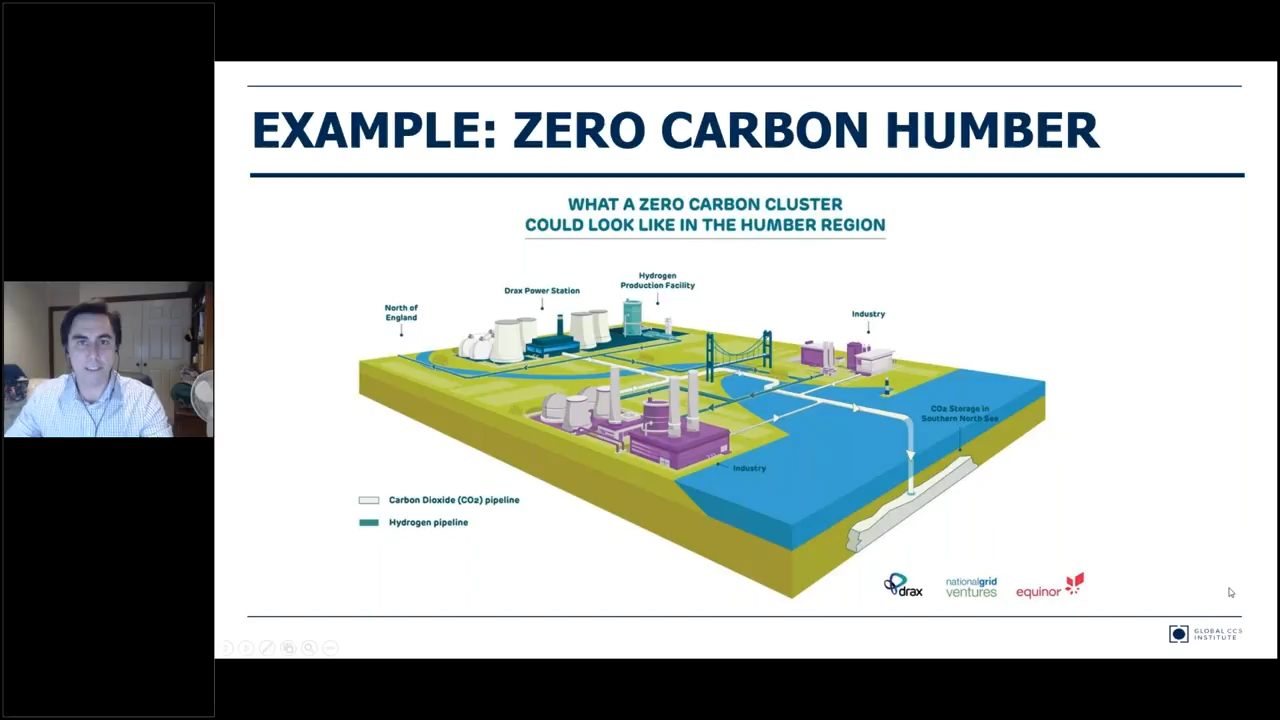 EXAMPLE: ZERO CARBON HUMBER
WHAT A ZERO CARBON CLUSTER
COULD LOOK LIKE IN THE HUMBER REGION
Hydrogen
Production Facility
Drax Power Station
North of
England
Industry
CO2 Storage in
Southern North Sea
Industry
Carbon Dioxide (CO2) pipeline
Hydrogen pipeline
drax
nationalgrid
ventures
equinor
GLOBAL CCS
INSTITUTE